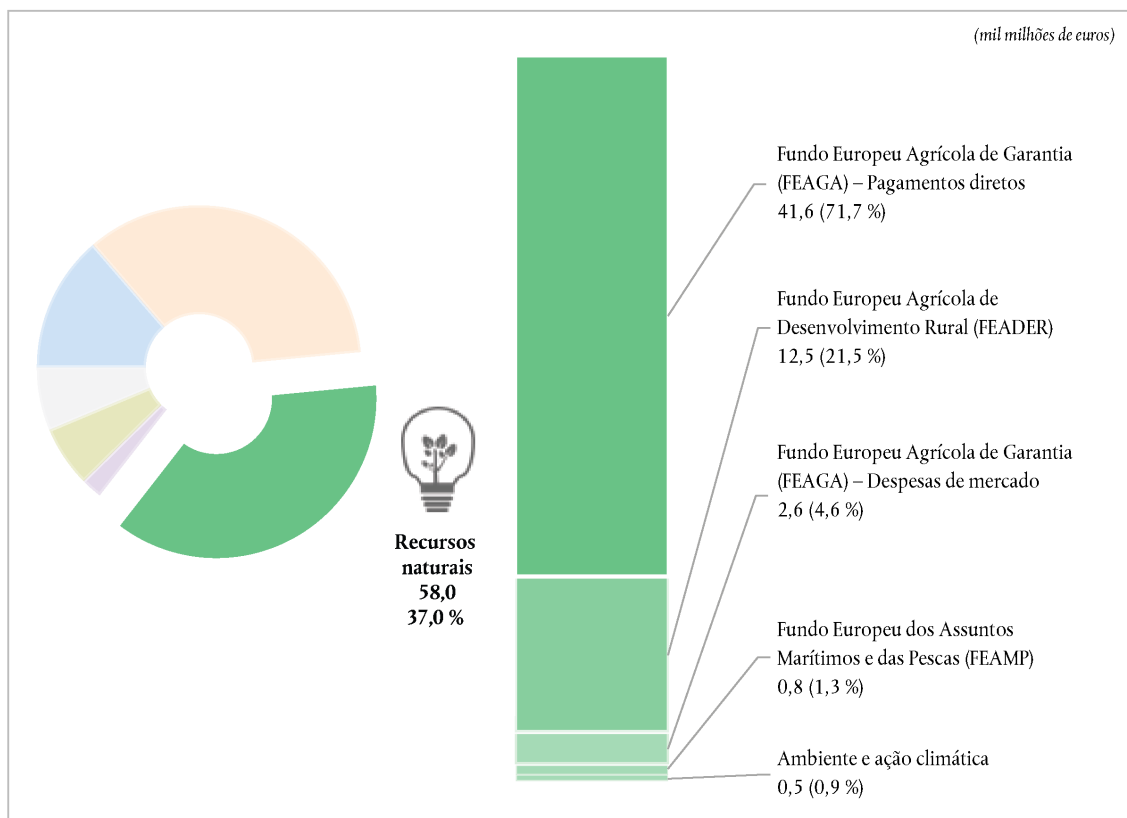 (mil milhões de euros)
Fundo Europeu Agrícola de Garantia
(FEAGA) – Pagamentos diretos
41,6 (71,7 %)
Fundo Europeu Agrícola de
Desenvolvimento Rural (FEADER)
12,5 (21,5 %)
Fundo Europeu Agrícola de Garantia
(FEAGA) – Despesas de mercado
2,6 (4,6 %)
Recursos
naturais
58,0
37,0 %
Fundo Europeu dos Assuntos
Marítimos e das Pescas (FEAMP)
0,8 (1,3 %)
Ambiente e ação climática
0,5 (0,9 %)